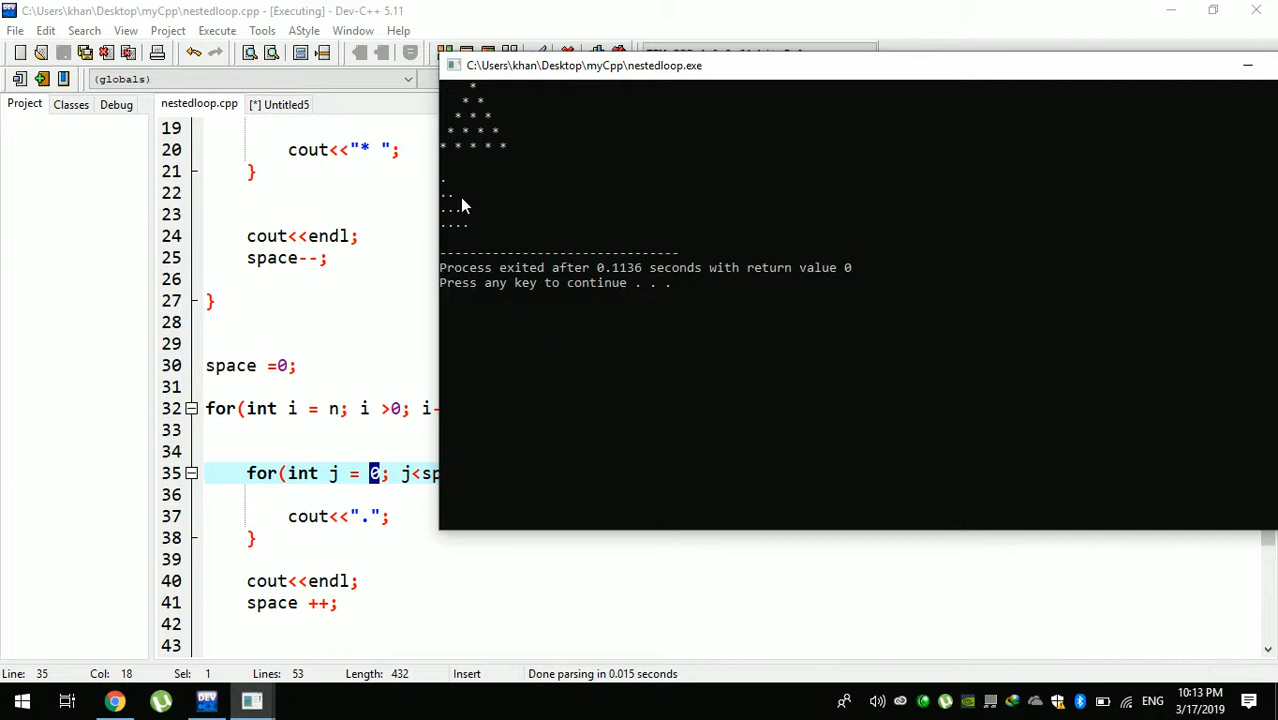 C:\Users\khan\Desktop\myCpp\nestedloop.cpp - [Executing] - Dev-C++ 5.11
File Edit Search View Project Execute Tools AStyle Window Help
(globals)
Project Classes Debug
nestedloop.cpp [*] Untitled5
C:\Users\khan\Desktop\myCpp\nestedloop.exe
*
* *
* * *
* * * *
* * * * *
.
..
...
....
--------------------------------
Process exited after 0.1136 seconds with return value 0
Press any key to continue . . .
19
20 cout<<"* ";
21 }
22
23
24 cout<<endl;
25 space--;
26
27 }
28
29
30 space =0;
31
32 for(int i = n; i >0; i-
33
34
35 for(int j = 0; j<sp
36
37 cout<<".";
38 }
39
40 cout<<endl;
41 space ++;
42
43
Line: 35 Col: 18 Sel: 1 Lines: 53 Length: 432 Insert Done parsing in 0.015 seconds
ENG
10:13 PM
3/17/2019